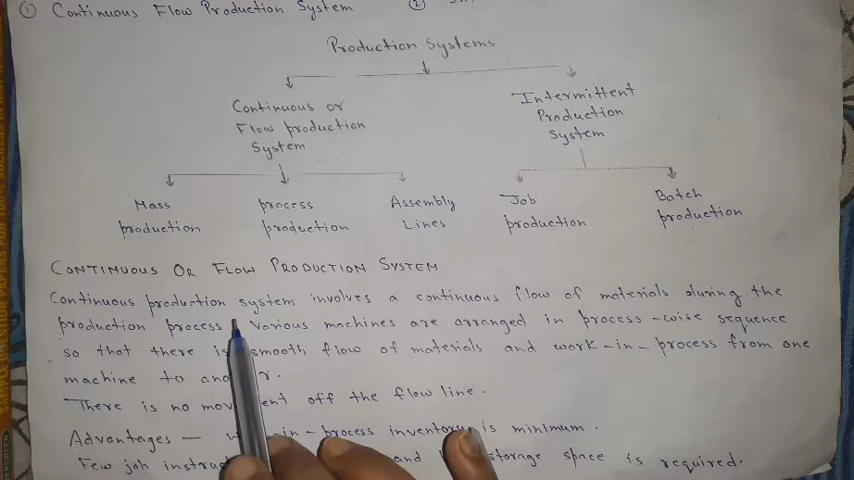 ① Continuous Flow Production System ②
Production Systems
Continuous or Flow production System
Intermittent Production System
Mass production
process production
Assembly Lines
Job production
Batch production
CONTINUOUS OR FLOW PRODUCTION SYSTEM
Continuous production system involves a continuous flow of materials during the
production process. Various machines are arranged in process-wise sequence
so that there is smooth flow of materials and work-in-process from one
machine to
There is no off the flow line.
Advantages — in-process inventory is minimum.
Few job and storage space is required.